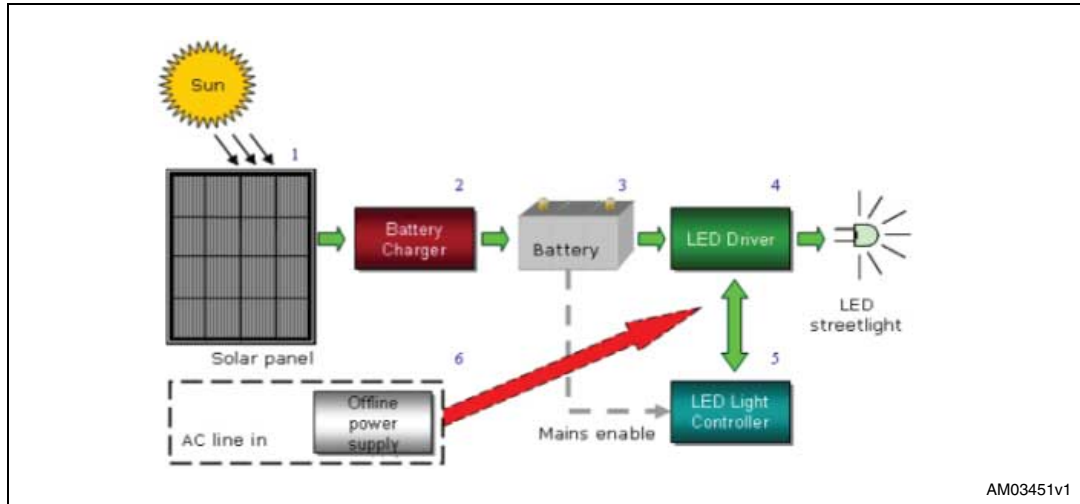 Sun
1
2
3
4
Battery
Charger
Battery
LED Driver
LED
streetlight
Solar panel
6
5
Offline
power
supply
AC line in
LED Light
Controller
Mains enable
AM03451v1